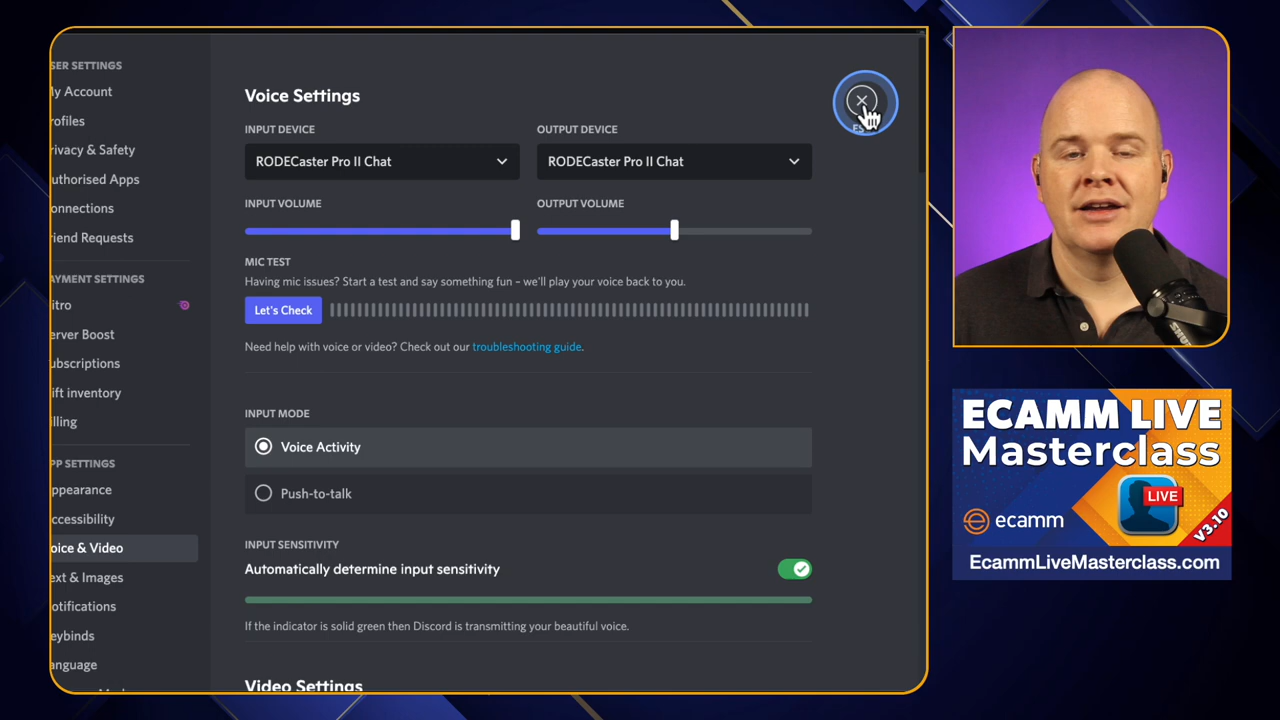 SER SETTINGS
y Account
rofiles
rivacy & Safety
uthorised Apps
onnections
riend Requests
AYMENT SETTINGS
itro
erver Boost
ubscriptions
ift inventory
lling
PP SETTINGS
ppearance
ccessibility
oice & Video
ext & Images
otifications
eybinds
anguage
Voice Settings
INPUT DEVICE
OUTPUT DEVICE
RODECaster Pro II Chat
RODECaster Pro II Chat
INPUT VOLUME
OUTPUT VOLUME
MIC TEST
Having mic issues? Start a test and say something fun – we'll play your voice back to you.
Let's Check
Need help with voice or video? Check out our troubleshooting guide.
INPUT MODE
Voice Activity
Push-to-talk
INPUT SENSITIVITY
Automatically determine input sensitivity
If the indicator is solid green then Discord is transmitting your beautiful voice.
Video Settings
SHURE
ECAMM LIVE
Masterclass
LIVE
ecamm
V3.10
EcammLiveMasterclass.com